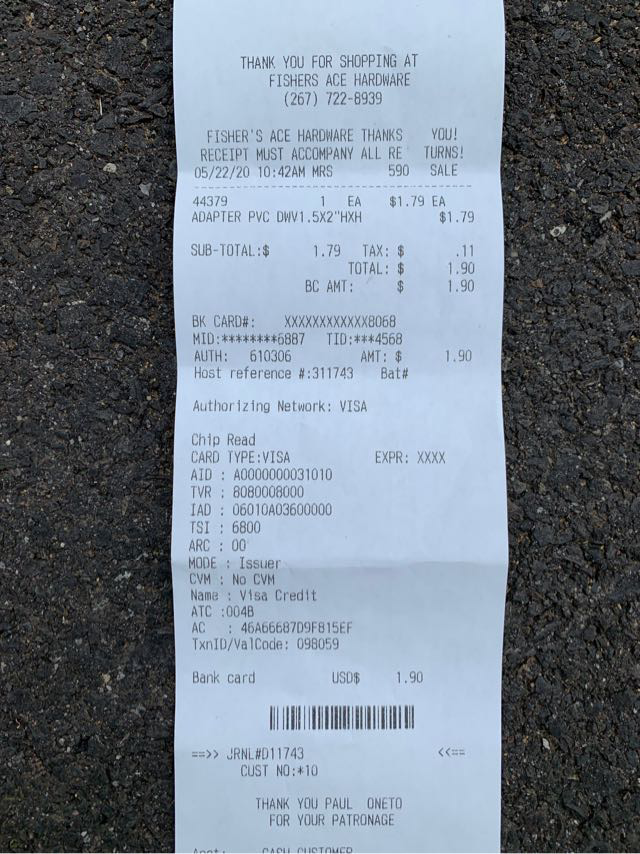 THANK YOU FOR SHOPPING AT
FISHERS ACE HARDWARE
(267) 722-8939
FISHER'S ACE HARDWARE THANKS YOU!
RECEIPT MUST ACCOMPANY ALL RE TURNS!
05/22/20 10:42AM MRS 590 SALE
--------------------------------
44379 1 EA $1.79 EA
ADAPTER PVC DWV1.5X2"HXH $1.79
SUB-TOTAL:$ 1.79 TAX: $ .11
TOTAL: $ 1.90
BC AMT: $ 1.90
BK CARD#: XXXXXXXXXXXX8068
MID:********6887 TID:***4568
AUTH: 610306 AMT: $ 1.90
Host reference #:311743 Bat#
Authorizing Network: VISA
Chip Read
CARD TYPE:VISA EXPR: XXXX
AID : A0000000031010
TVR : 8080008000
IAD : 06010A03600000
TSI : 6800
ARC : 00
MODE : Issuer
CVM : No CVM
Name : Visa Credit
ATC :004B
AC : 46A66687D9F815EF
TxnID/ValCode: 098059
Bank card USD$ 1.90
==>> JRNL#D11743 <<==
CUST NO:*10
THANK YOU PAUL ONETO
FOR YOUR PATRONAGE
Acct: CASH CUSTOMER